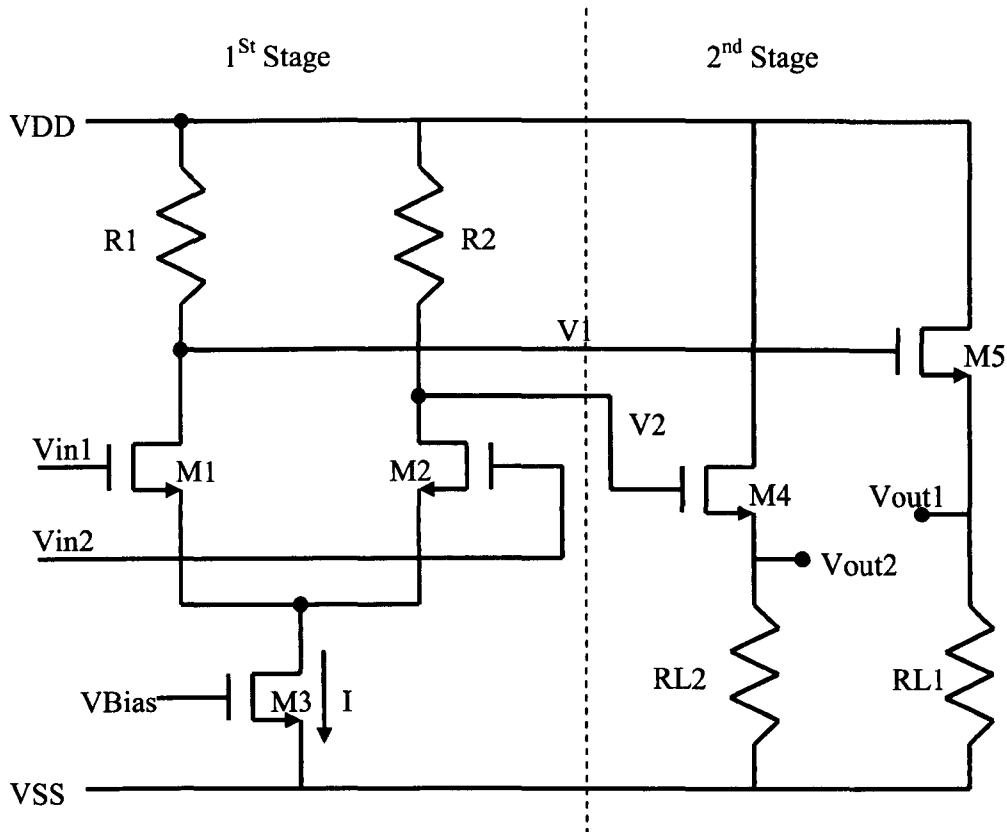 1St Stage
2nd Stage
VDD
R1
R2
V1
M5
V2
Vin1
M1
M2
M4
Vout1
Vin2
Vout2
VBias
M3
I
RL2
RL1
VSS